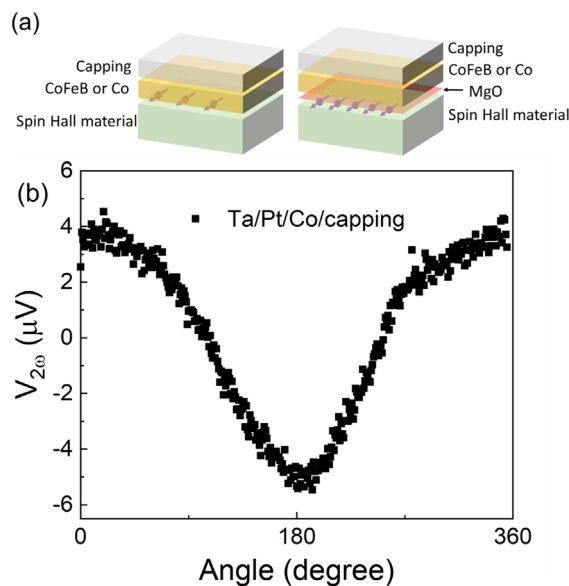 (a)
Capping
CoFeB or Co
Spin Hall material
Capping
CoFeB or Co
MgO
Spin Hall material
(b)
Ta/Pt/Co/capping
V2ω (μV)
6
4
2
0
-2
-4
-6
0
180
360
Angle (degree)